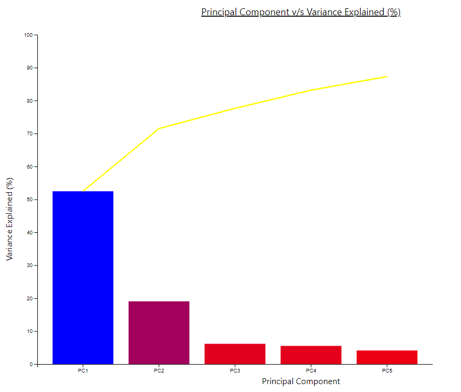 Principal Component v/s Variance Explained (%)
100
90
80
70
60
50
40
30
20
10
0
Variance Explained (%)
PC1 PC2 PC3 PC4 PC5
Principal Component